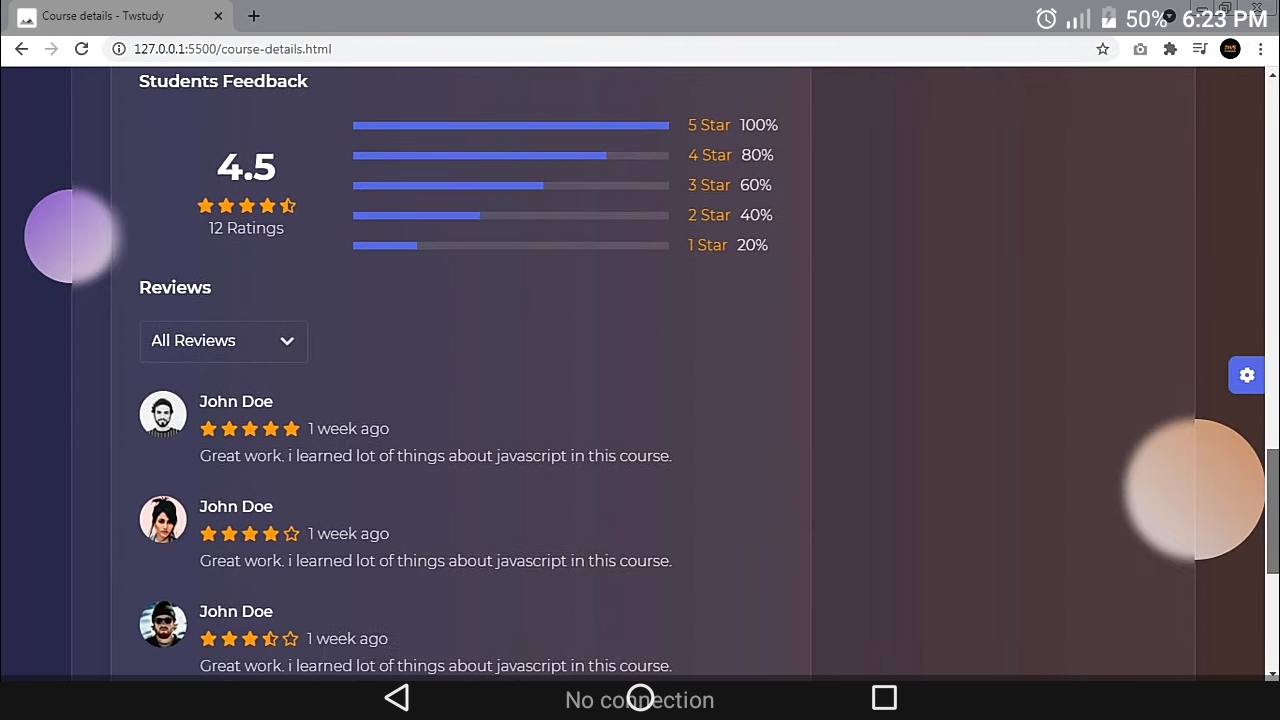 Course details - Twstudy
50% 6:23 PM
127.0.0.1:5500/course-details.html
Students Feedback
4.5
12 Ratings
5 Star 100%
4 Star 80%
3 Star 60%
2 Star 40%
1 Star 20%
Reviews
All Reviews
John Doe
1 week ago
Great work. i learned lot of things about javascript in this course.
John Doe
1 week ago
Great work. i learned lot of things about javascript in this course.
John Doe
1 week ago
Great work. i learned lot of things about javascript in this course.
No connection